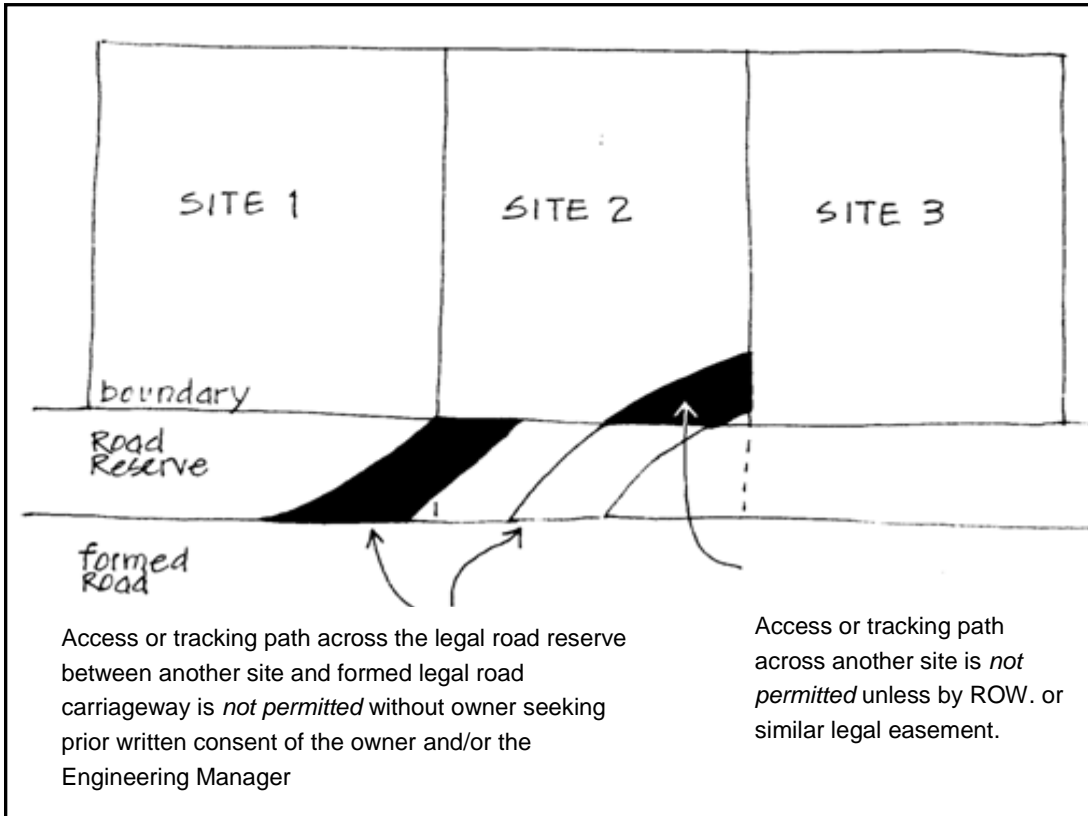 SITE 1
SITE 2
SITE 3
boundary
Road
Reserve
formed
Road
Access or tracking path across the legal road reserve
between another site and formed legal road
carriageway is not permitted without owner seeking
prior written consent of the owner and/or the
Engineering Manager
Access or tracking path
across another site is not
permitted unless by ROW. or
similar legal easement.